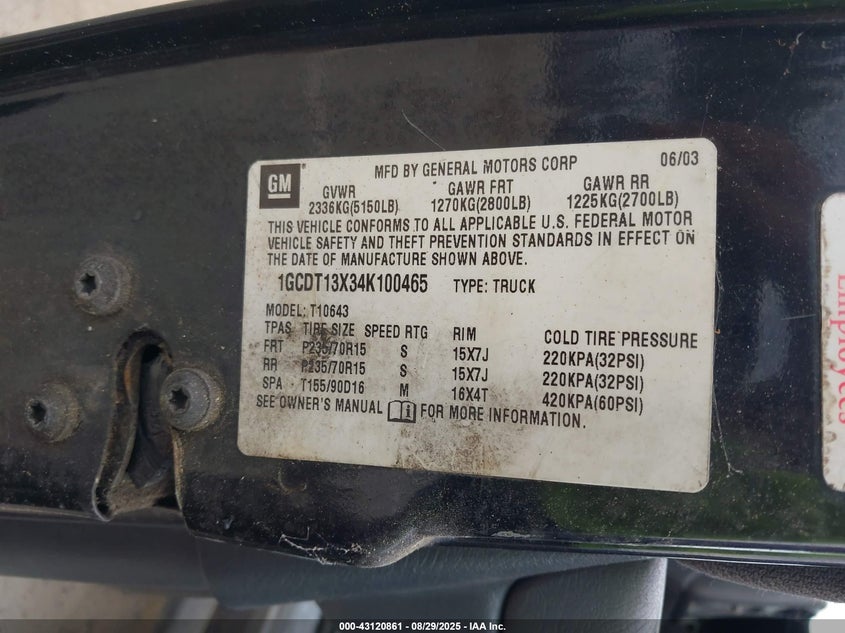 GM
MFD BY GENERAL MOTORS CORP 06/03
GVWR GAWR FRT GAWR RR
2336KG(5150LB) 1270KG(2800LB) 1225KG(2700LB)
THIS VEHICLE CONFORMS TO ALL APPLICABLE U.S. FEDERAL MOTOR
VEHICLE SAFETY AND THEFT PREVENTION STANDARDS IN EFFECT ON
THE DATE OF MANUFACTURE SHOWN ABOVE.
1GCDT13X34K100465 TYPE: TRUCK
MODEL: T10643
TPAS TIRE SIZE SPEED RTG RIM COLD TIRE PRESSURE
FRT P235/70R15 S 15X7J 220KPA(32PSI)
RR P235/70R15 S 15X7J 220KPA(32PSI)
SPA T155/90D16 M 16X4T 420KPA(60PSI)
SEE OWNER'S MANUAL i FOR MORE INFORMATION.
Employees
000-43120861 - 08/29/2025 - IAA Corp